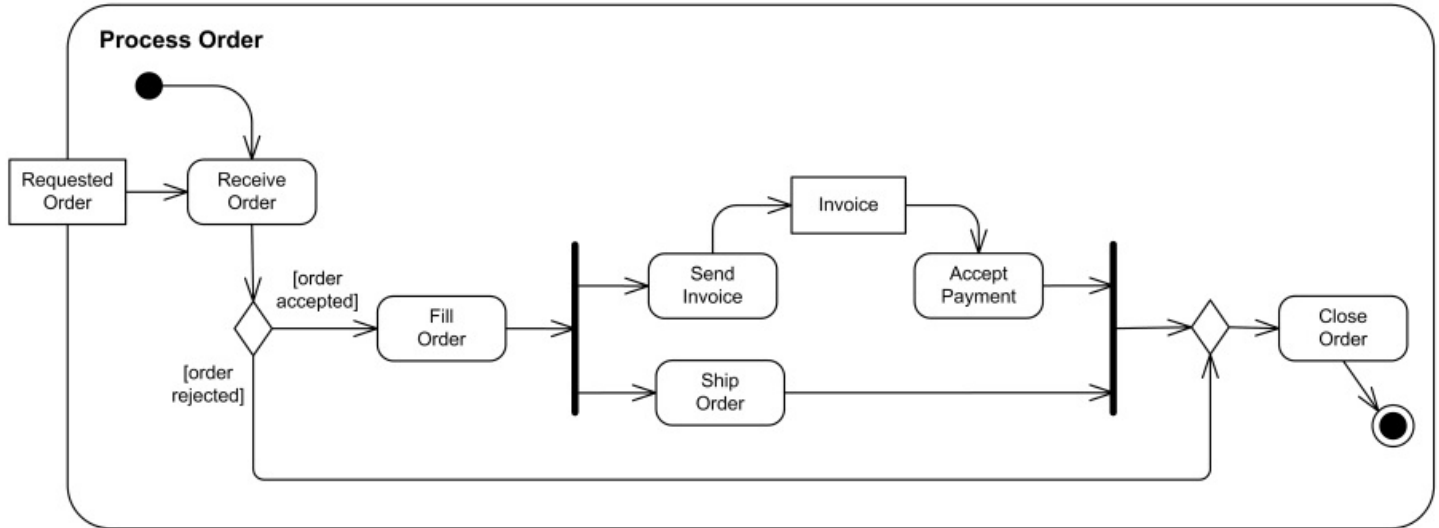 Process Order
Requested
Order
Receive
Order
[order
accepted]
[order
rejected]
Fill
Order
Send
Invoice
Invoice
Accept
Payment
Ship
Order
Close
Order